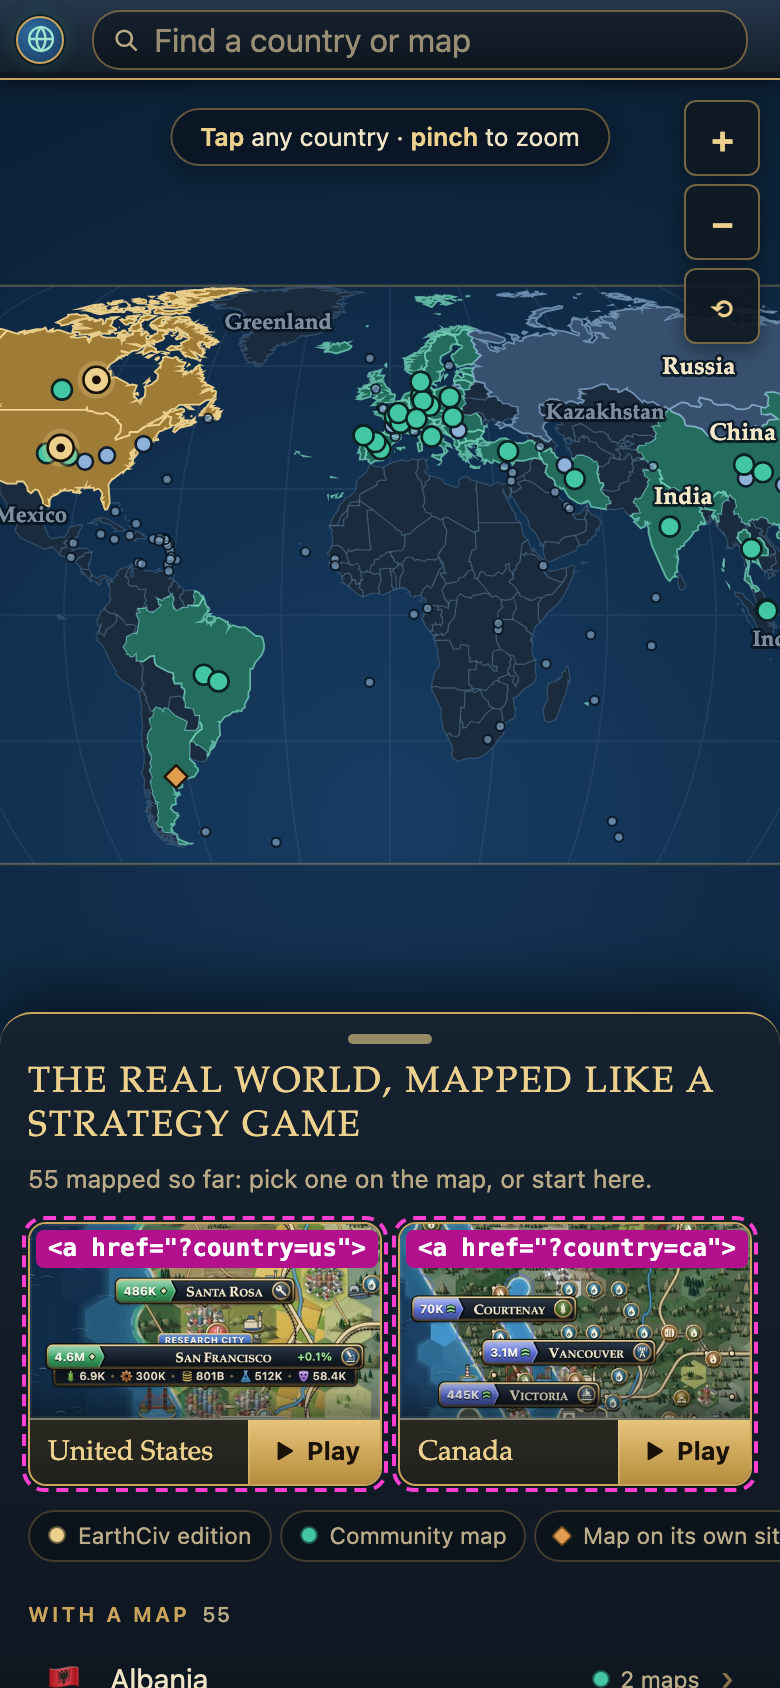 Find a country or map
Tap any country · pinch to zoom
+
−
Greenland
Russia
Kazakhstan
China
India
Mexico
Inc
THE REAL WORLD, MAPPED LIKE A
STRATEGY GAME
55 mapped so far: pick one on the map, or start here.
<a href="?country=us">
486K SANTA ROSA
RESEARCH CITY
4.6M SAN FRANCISCO +0.1%
6.9K 300K 801B 512K 58.4K
United States
Play
<a href="?country=ca">
70K COURTENAY
3.1M VANCOUVER
445K VICTORIA
Canada
Play
EarthCiv edition
Community map
Map on its own sit
WITH A MAP 55
Albania
2 maps